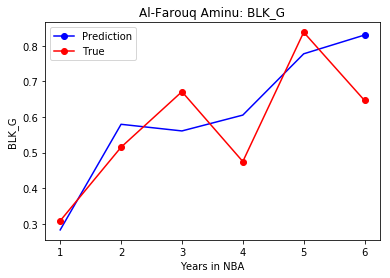 Al-Farouq Aminu: BLK_G
Prediction
True
BLK_G
0.8
0.7
0.6
0.5
0.4
0.3
1 2 3 4 5 6
Years in NBA